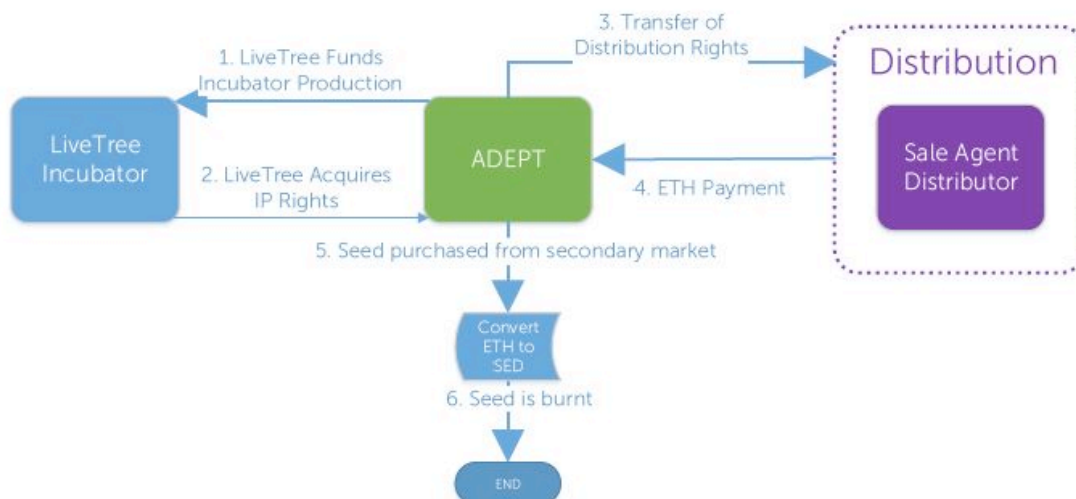 1. LiveTree Funds
Incubator Production
3. Transfer of
Distribution Rights
Distribution
LiveTree
Incubator
ADEPT
Sale Agent
Distributor
2. LiveTree Acquires
IP Rights
4. ETH Payment
5. Seed purchased from secondary market
Convert
ETH to
SED
6. Seed is burnt
END